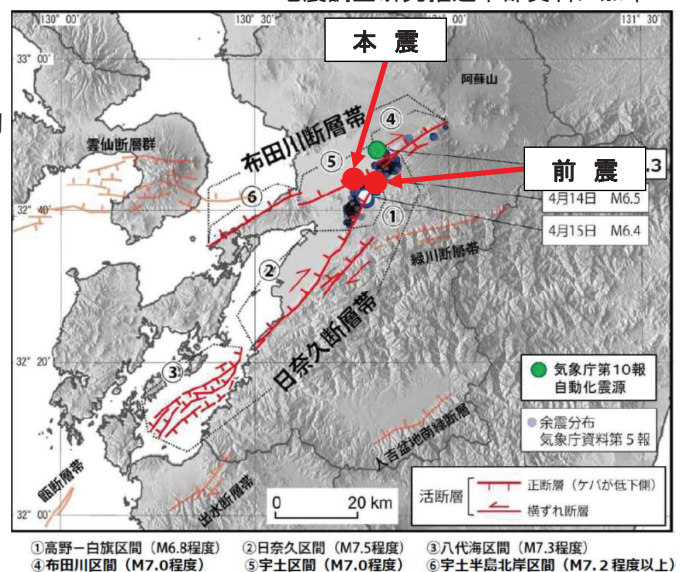 130° 00'
130° 30'
131° 30'
33° 00'
本 震
阿蘇山
④
布田川断層帯
雲仙断層群
⑤
前 震
.3
⑥
32° 40'
4月14日 M6.5
①
4月15日 M6.4
②
緑川断層帯
日奈久断層帯
32° 20'
③
気象庁第10報
自動化震源
余震分布
気象庁資料第5報
人吉盆地南縁断層
甑断層帯
出水断層帯
活断層
正断層（ケバが低下側）
横ずれ断層
0 20 km
32° 00'
①高野－白旗区間（M6.8程度） ②日奈久区間（M7.5程度） ③八代海区間（M7.3程度）
④布田川区間（M7.0程度） ⑤宇土区間（M7.0程度） ⑥宇土半島北岸区間（M7.2程度以上）